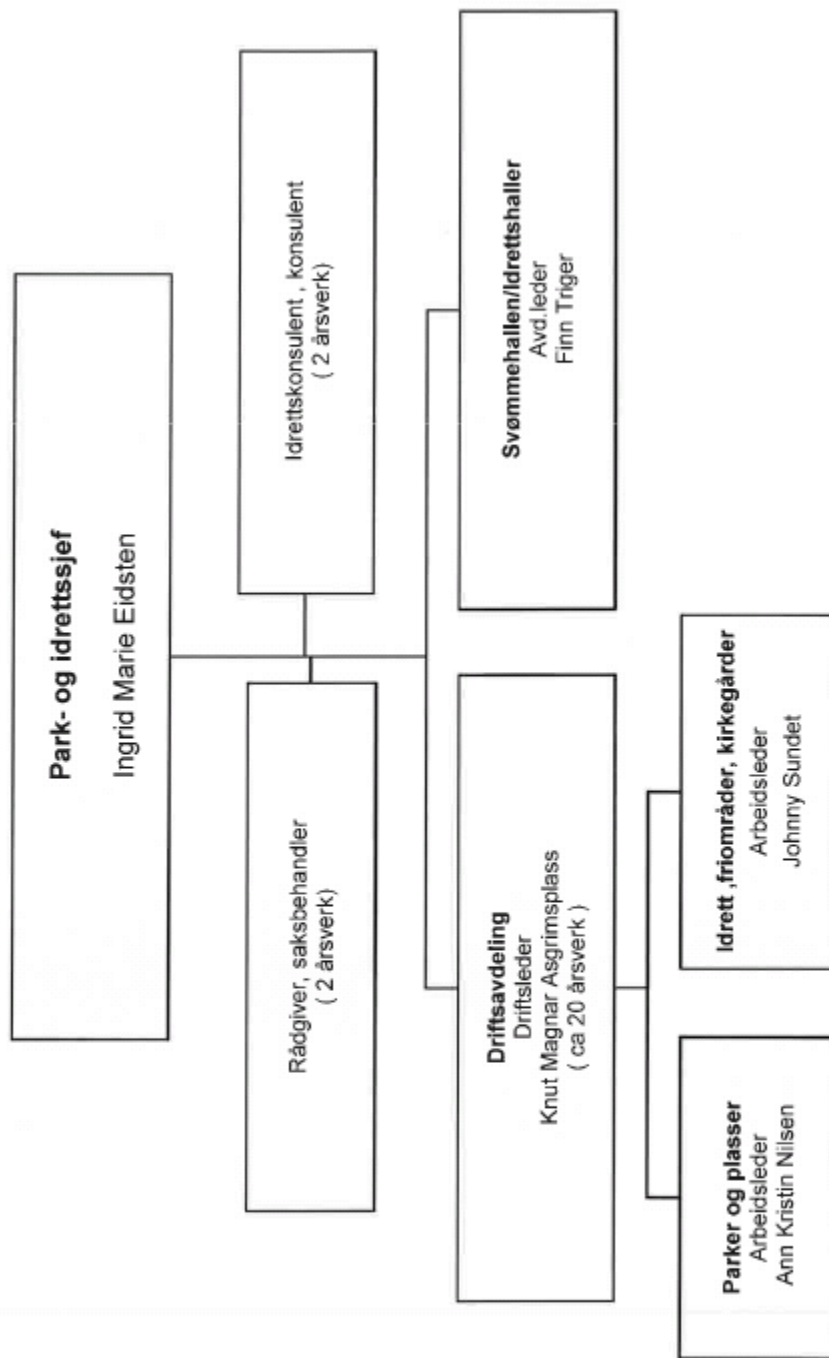 Park- og idrettssjef
Ingrid Marie Eidsten
Rådgiver, saksbehandler
( 2 årsverk)
Idrettskonsulent , konsulent
( 2 årsverk)
Driftsavdeling
Driftsleder
Knut Magnar Asgrimsplass
( ca 20 årsverk )
Svømmehallen/Idrettshaller
Avd.leder
Finn Triger
Parker og plasser
Arbeidsleder
Ann Kristin Nilsen
Idrett ,friområder, kirkegårder
Arbeidsleder
Johnny Sundet